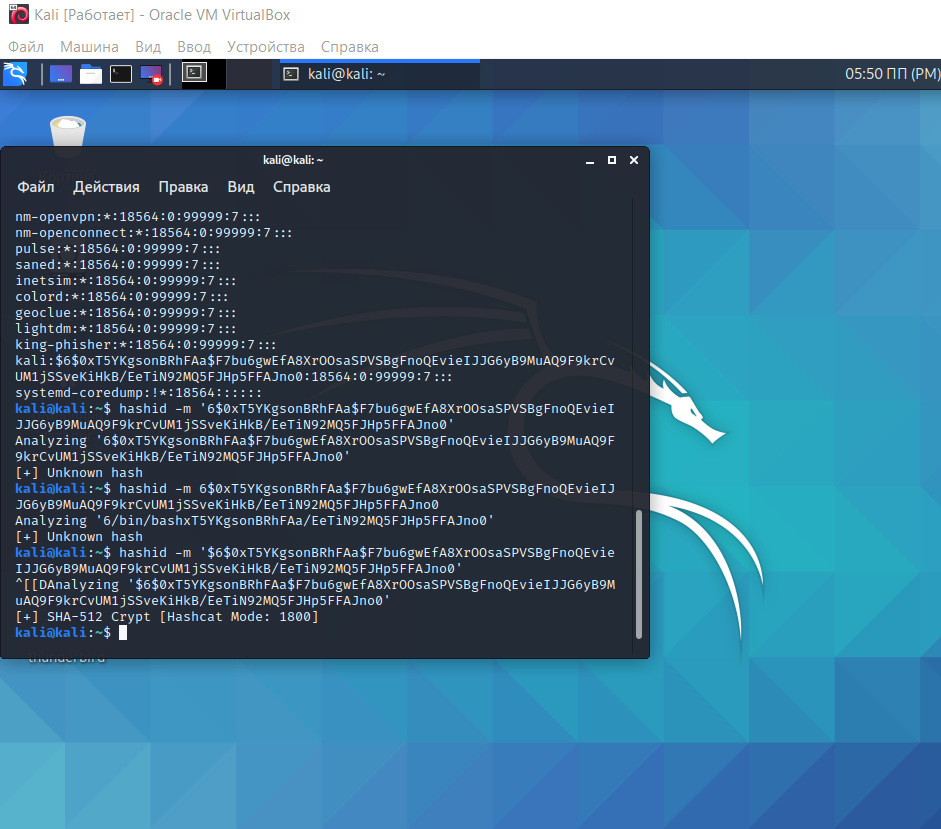 Kali [Работает] - Oracle VM VirtualBox
Файл Машина Вид Ввод Устройства Справка
kali@kali: ~
05:50 ПП (PM)
kali@kali: ~
Файл Действия Правка Вид Справка
nm-openvpn:*:18564:0:99999:7:::
nm-openconnect:*:18564:0:99999:7:::
pulse:*:18564:0:99999:7:::
saned:*:18564:0:99999:7:::
inetsim:*:18564:0:99999:7:::
colord:*:18564:0:99999:7:::
geoclue:*:18564:0:99999:7:::
lightdm:*:18564:0:99999:7:::
king-phisher:*:18564:0:99999:7:::
kali:$6$0xT5YKgsonBRhFAa$F7bu6gwEfA8XrOOsaSPVSBgFnoQEvieIJJG6yB9MuAQ9F9krCv
UM1jSSveKiHkB/EeTiN92MQ5FJHp5FFAJno0:18564:0:99999:7:::
systemd-coredump:!*:18564::::::
kali@kali:~$ hashid -m '6$0xT5YKgsonBRhFAa$F7bu6gwEfA8XrOOsaSPVSBgFnoQEvieI
JJG6yB9MuAQ9F9krCvUM1jSSveKiHkB/EeTiN92MQ5FJHp5FFAJno0'
Analyzing '6$0xT5YKgsonBRhFAa$F7bu6gwEfA8XrOOsaSPVSBgFnoQEvieIJJG6yB9MuAQ9F
9krCvUM1jSSveKiHkB/EeTiN92MQ5FJHp5FFAJno0'
[+] Unknown hash
kali@kali:~$ hashid -m 6$0xT5YKgsonBRhFAa$F7bu6gwEfA8XrOOsaSPVSBgFnoQEvieIJ
JG6yB9MuAQ9F9krCvUM1jSSveKiHkB/EeTiN92MQ5FJHp5FFAJno0
Analyzing '6/bin/bashxT5YKgsonBRhFAa/EeTiN92MQ5FJHp5FFAJno0'
[+] Unknown hash
kali@kali:~$ hashid -m '$6$0xT5YKgsonBRhFAa$F7bu6gwEfA8XrOOsaSPVSBgFnoQEvie
IJJG6yB9MuAQ9F9krCvUM1jSSveKiHkB/EeTiN92MQ5FJHp5FFAJno0'
^[[DAnalyzing '$6$0xT5YKgsonBRhFAa$F7bu6gwEfA8XrOOsaSPVSBgFnoQEvieIJJG6yB9M
uAQ9F9krCvUM1jSSveKiHkB/EeTiN92MQ5FJHp5FFAJno0'
[+] SHA-512 Crypt [Hashcat Mode: 1800]
kali@kali:~$
thunderbird